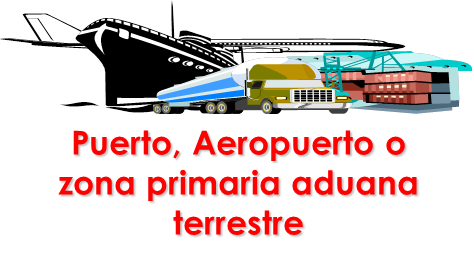 Puerto, Aeropuerto o
zona primaria aduana
terrestre